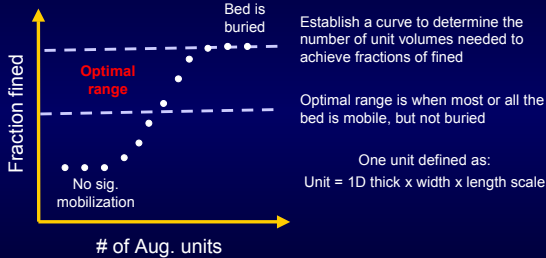 Bed is
buried
Optimal
range
Fraction fined
No sig.
mobilization
# of Aug. units
Establish a curve to determine the
number of unit volumes needed to
achieve fractions of fined
Optimal range is when most or all the
bed is mobile, but not buried
One unit defined as:
Unit = 1D thick x width x length scale